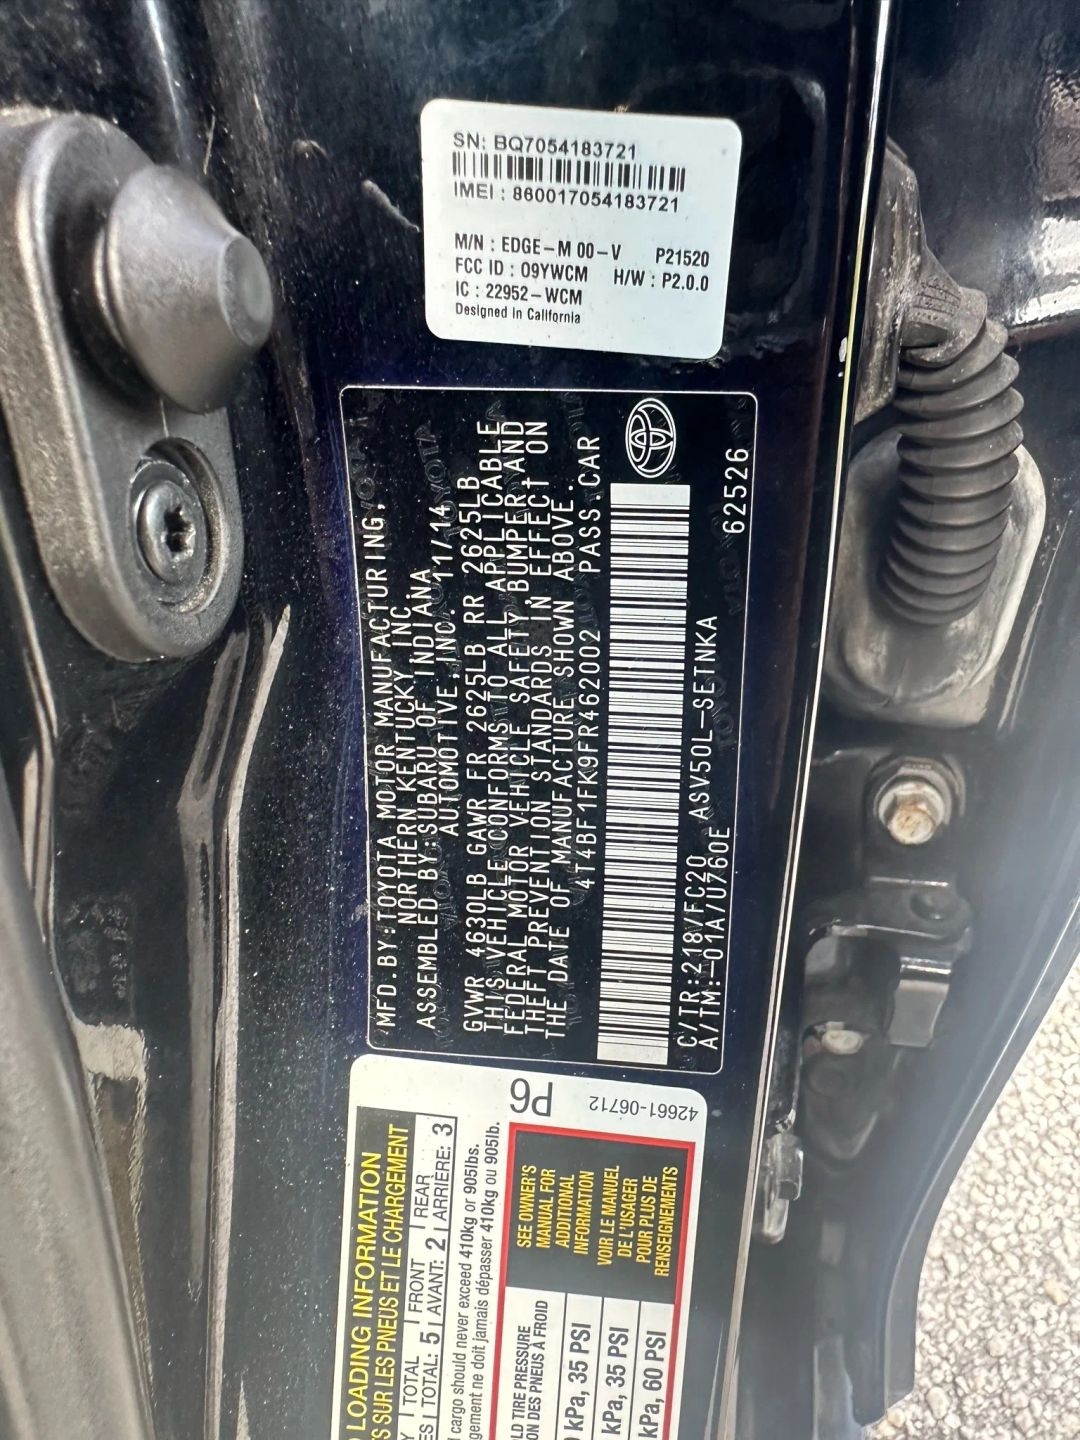 SN: BQ7054183721
IMEI : 860017054183721
M/N : EDGE-M 00-V P21520
FCC ID : O9YWCM H/W : P2.0.0
IC : 22952-WCM
Designed in California
MFD.BY:TOYOTA MOTOR MANUFACTURING,
NORTHERN KENTUCKY INC.
ASSEMBLED BY:SUBARU OF INDIANA
AUTOMOTIVE,INC. 11/14
GVWR 4630LB GAWR FR 2625LB RR 2625LB
THIS VEHICLE CONFORMS TO ALL APPLICABLE
FEDERAL MOTOR VEHICLE SAFETY, BUMPER, AND
THEFT PREVENTION STANDARDS IN EFFECT ON
THE DATE OF MANUFACTURE SHOWN ABOVE.
4T4BF1FK9FR462002 PASS.CAR
C/TR:218/FC20 ASV50L-SETNKA 62526
A/TM:-01A/U760E
42661-06712
P6
LOADING INFORMATION
SUR LES PNEUS ET LE CHARGEMENT
TOTAL FRONT REAR
TOTAL: 5 AVANT: 2 ARRIÈRE: 3
cargo should never exceed 410kg or 905lbs.
ne doit jamais dépasser 410kg ou 905lb.
TIRE PRESSURE
DES PNEUS À FROID
kPa, 35 PSI
kPa, 35 PSI
kPa, 60 PSI
SEE OWNER'S
MANUAL FOR
ADDITIONAL
INFORMATION
VOIR LE MANUEL
DE L'USAGER
POUR PLUS DE
RENSEIGNEMENTS